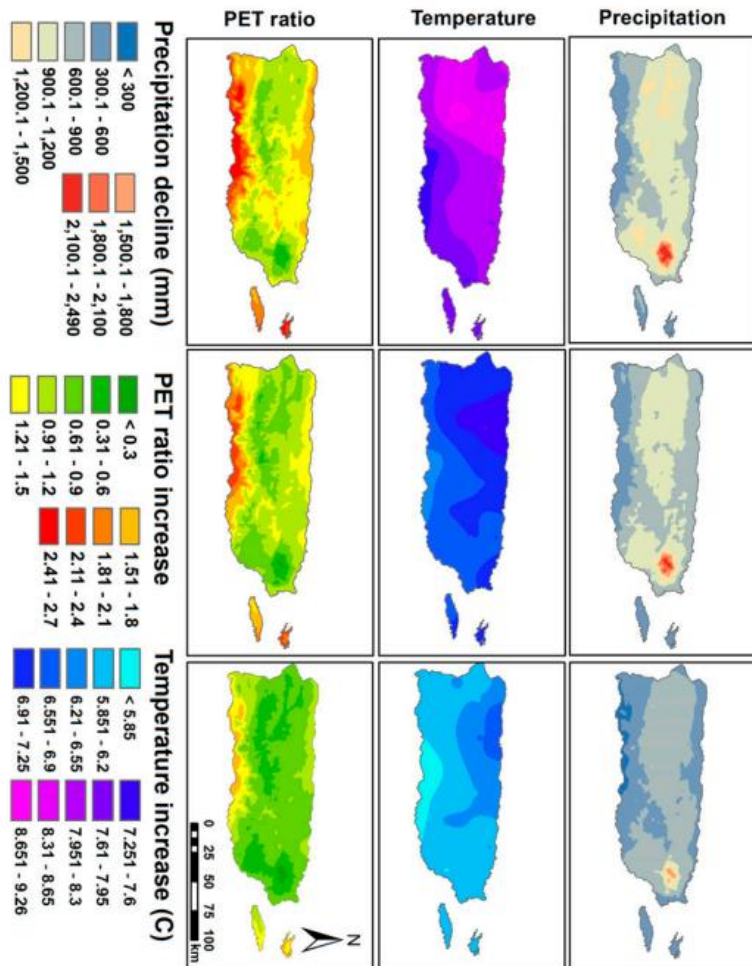 Precipitation
Temperature
PET ratio
N
0 25 50 75 100
km
Precipitation decline (mm)
< 300
300.1 - 600
600.1 - 900
900.1 - 1,200
1,200.1 - 1,500
1,500.1 - 1,800
1,800.1 - 2,100
2,100.1 - 2,490
PET ratio increase
< 0.3
0.31 - 0.6
0.61 - 0.9
0.91 - 1.2
1.21 - 1.5
1.51 - 1.8
1.81 - 2.1
2.11 - 2.4
2.41 - 2.7
Temperature increase (C)
< 5.85
5.851 - 6.2
6.21 - 6.55
6.551 - 6.9
6.91 - 7.25
7.251 - 7.6
7.61 - 7.95
7.951 - 8.3
8.31 - 8.65
8.651 - 9.26